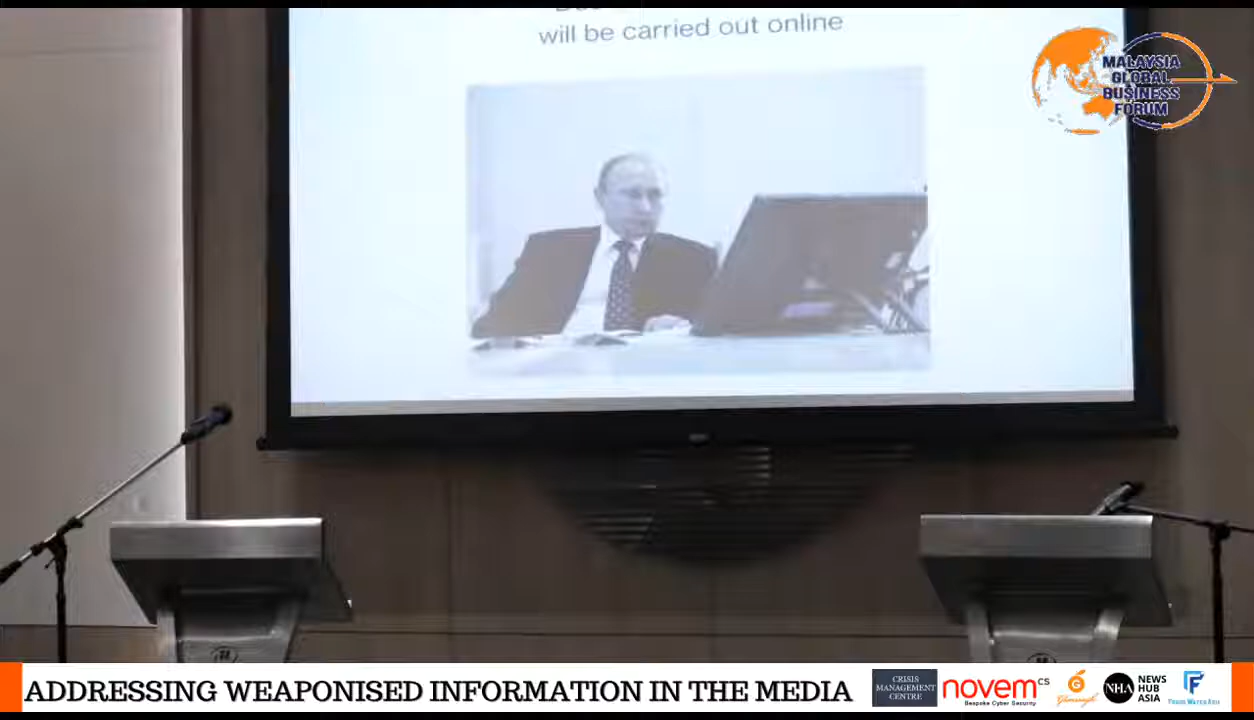 will be carried out online
MALAYSIA
GLOBAL
BUSINESS
FORUM
ADDRESSING WEAPONISED INFORMATION IN THE MEDIA
CRISIS
MANAGEMENT
CENTRE
novem CS
Bespoke Cyber Security
NHA
NEWS
HUB
ASIA